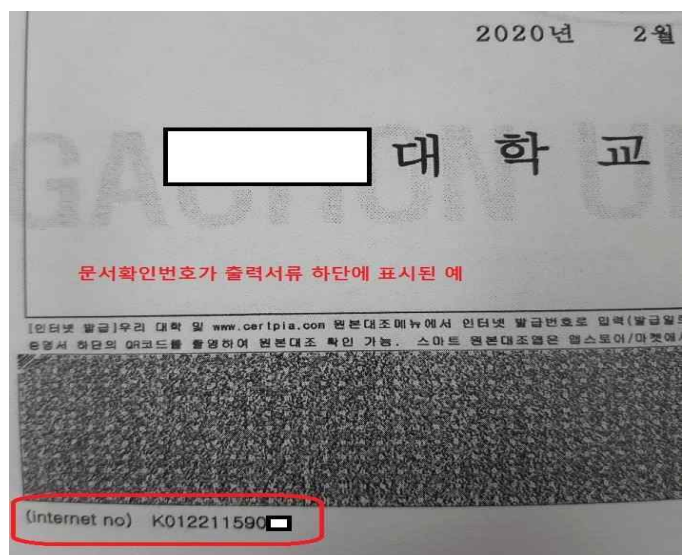 2020년 2월
대 학 교
GACHON U
문서확인번호가 출력서류 하단에 표시된 예
[인터넷 발급]우리 대학 및 www.certpia.com 원본대조메뉴에서 인터넷 발급번호로 입력(발급일로
증명서 하단의 QR코드를 촬영하여 원본대조 확인 가능. 스마트 원본대조앱은 앱스토어/마켓에서
(internet no) K012211590